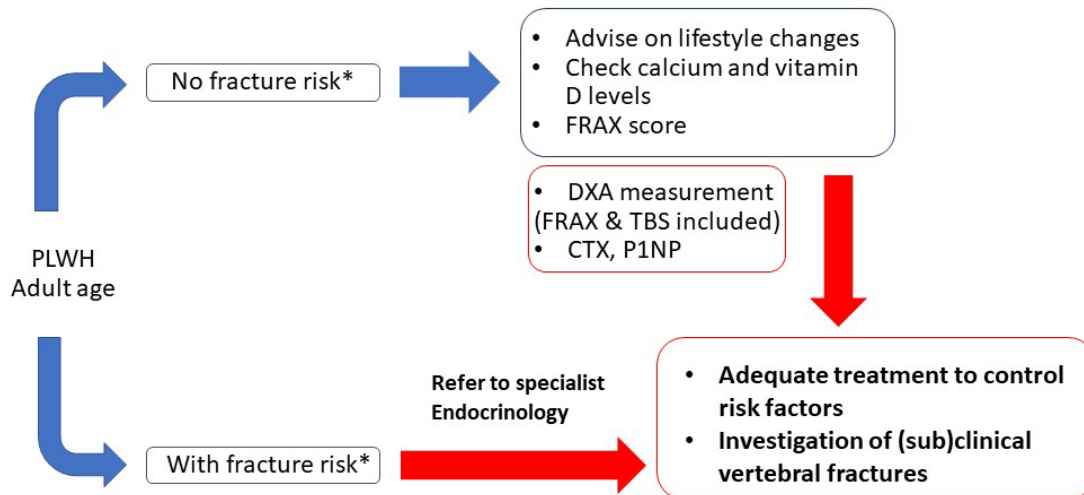 • Advise on lifestyle changes
• Check calcium and vitamin
D levels
• FRAX score
No fracture risk*
• DXA measurement
(FRAX & TBS included)
• CTX, P1NP
PLWH
Adult age
Refer to specialist
Endocrinology
• Adequate treatment to control
risk factors
• Investigation of (sub)clinical
vertebral fractures
With fracture risk*